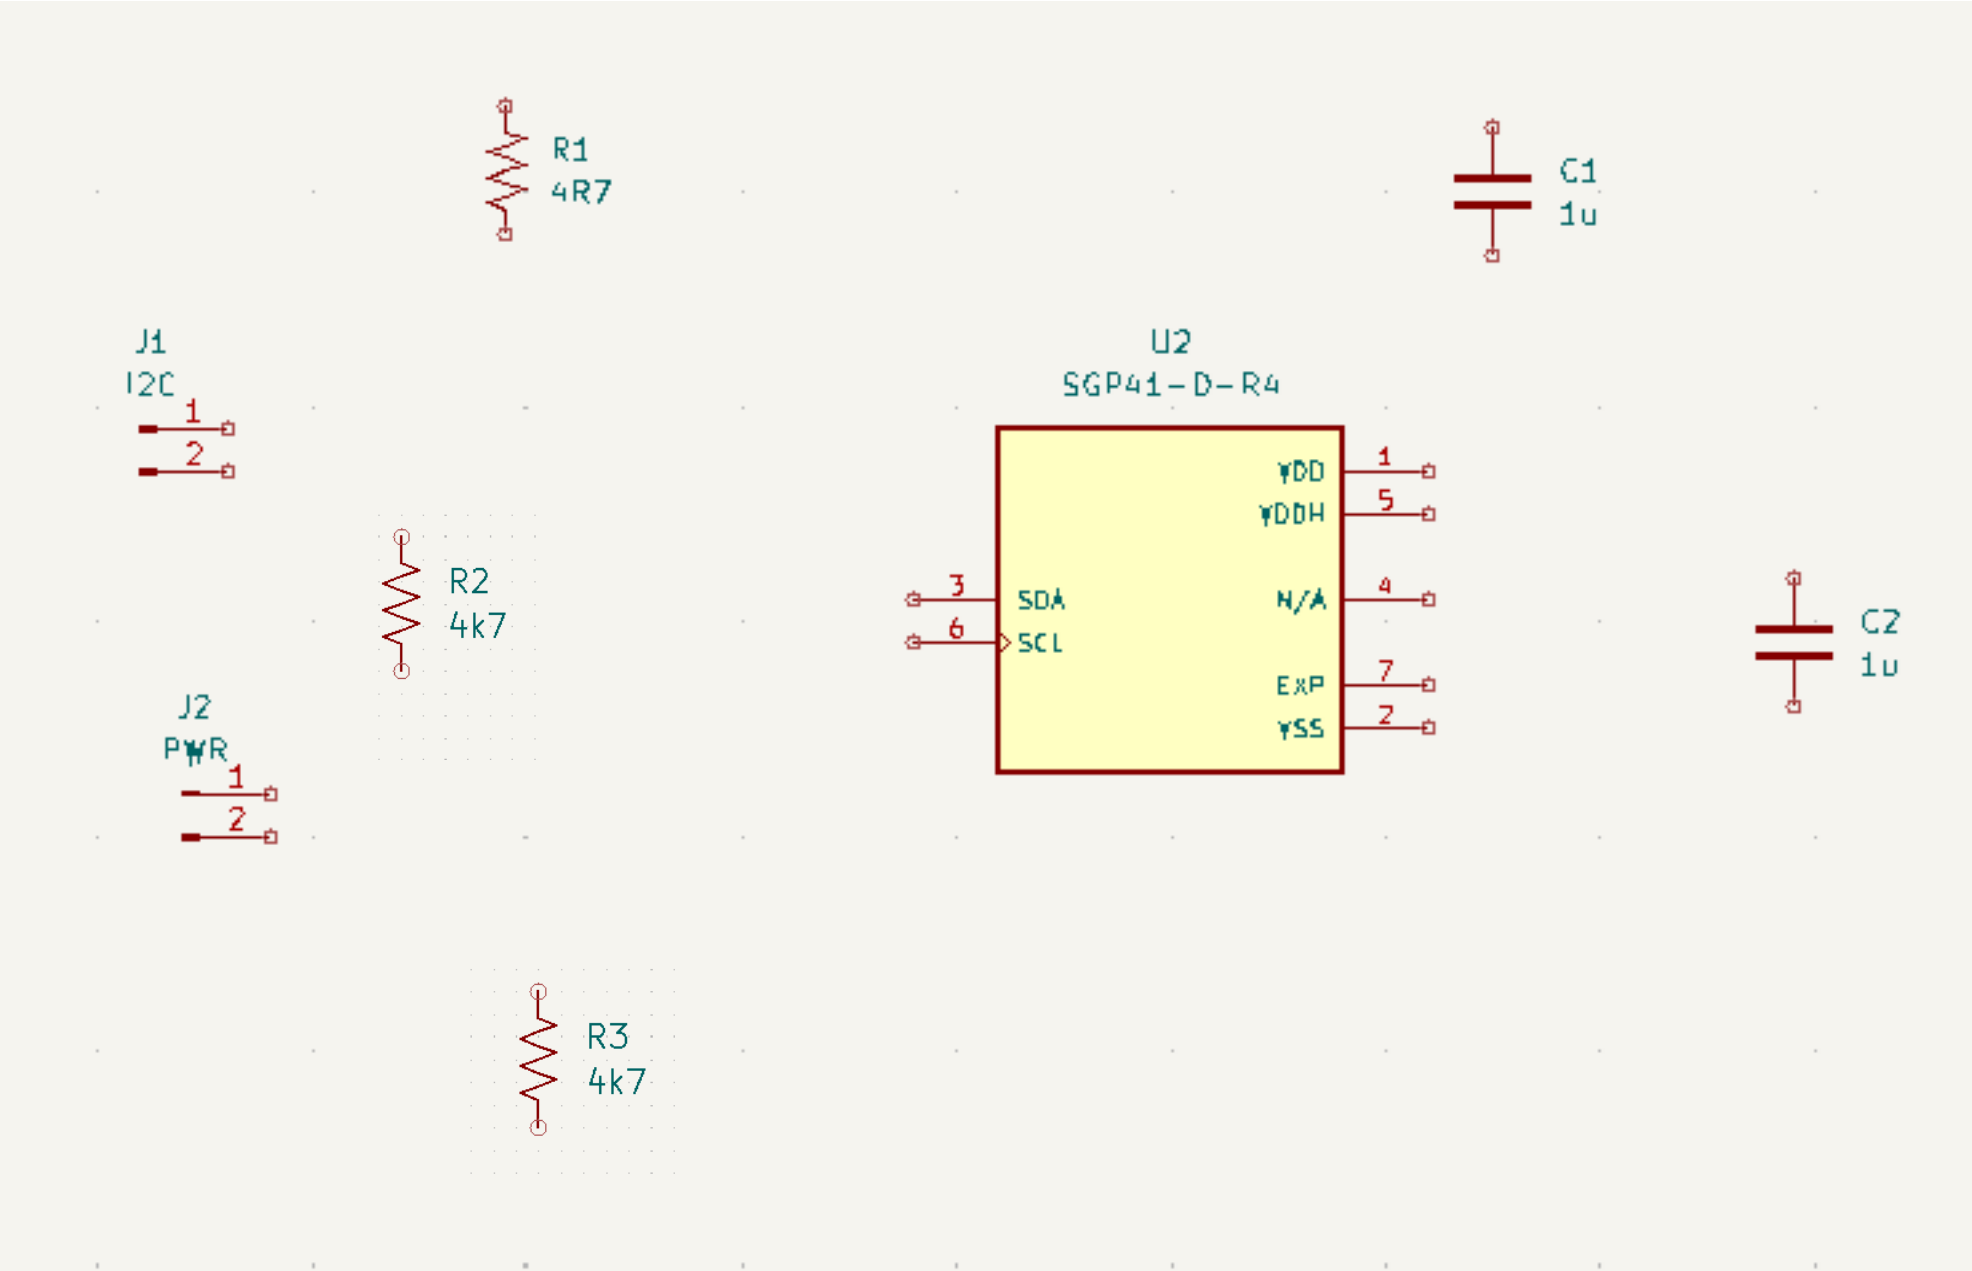 R1
4R7
C1
1u
J1
I2C
1
2
U2
SGP41-D-R4
VDD 1
VDDH 5
3 SDA
N/A 4
6 SCL
EXP 7
VSS 2
R2
4k7
C2
1u
J2
PWR
1
2
R3
4k7